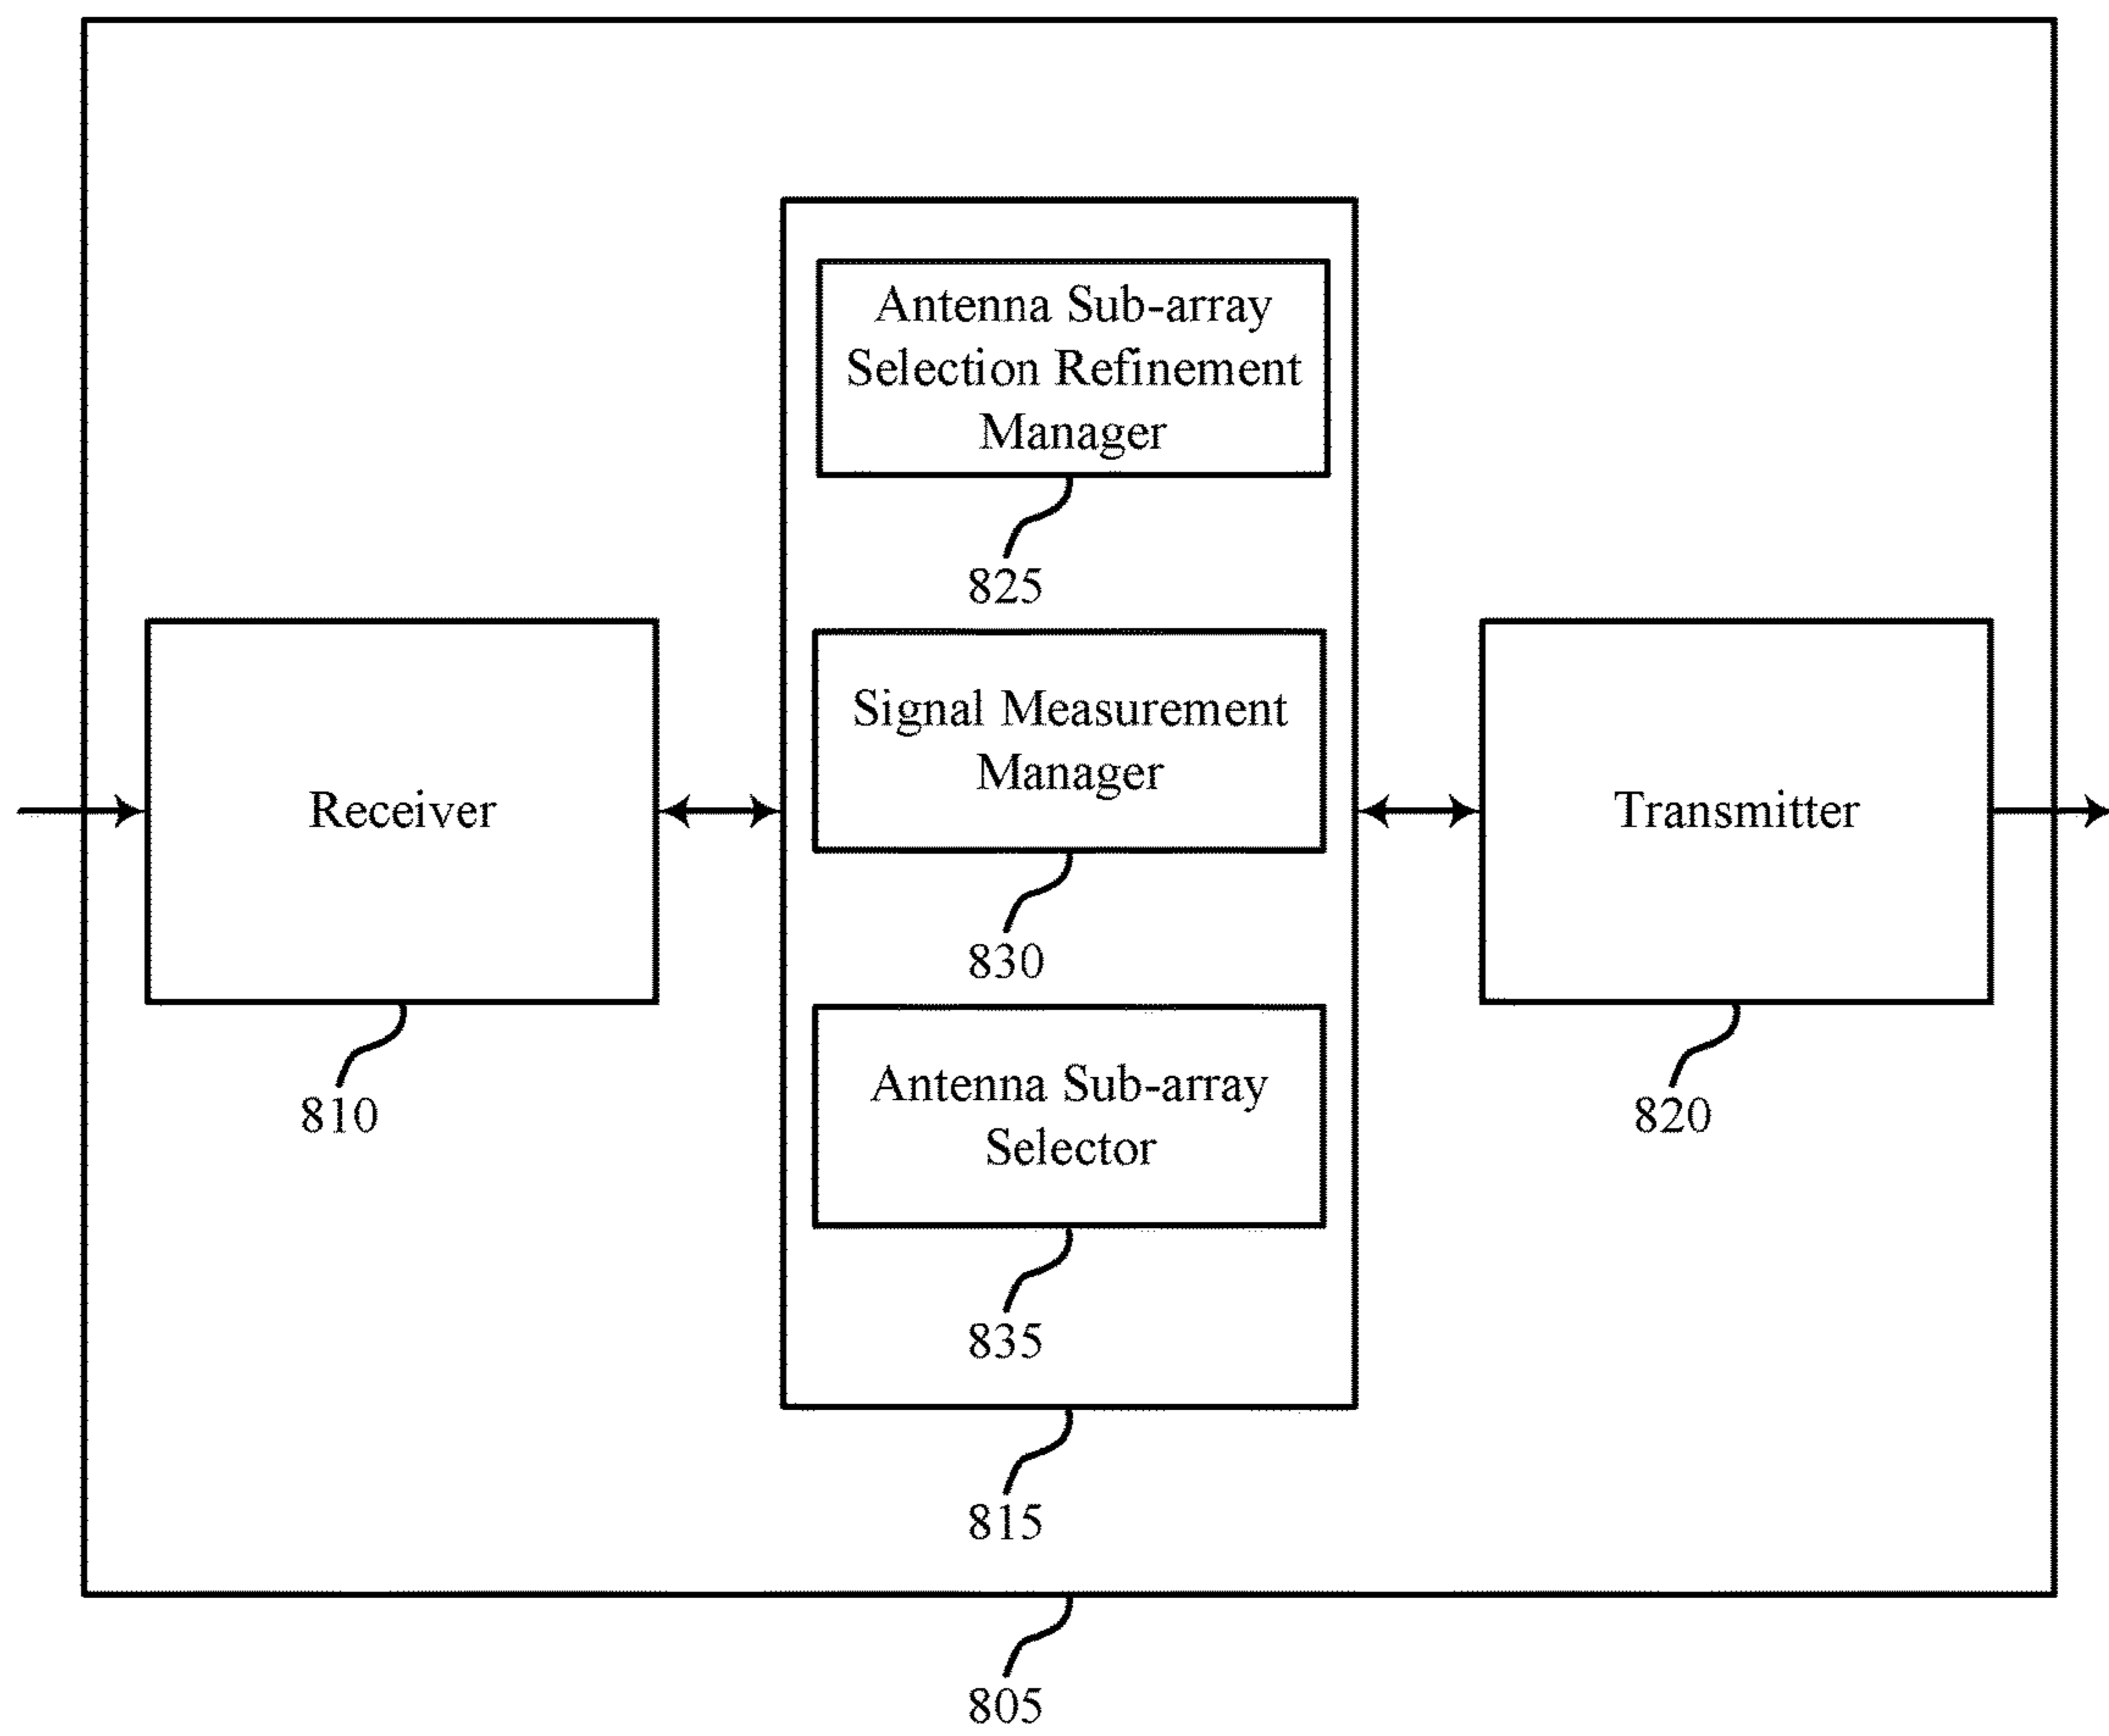 Antenna Sub-array
Selection Refinement
Manager
825
Signal Measurement
Manager
830
Receiver
810
Transmitter
820
Antenna Sub-array
Selector
835
815
805